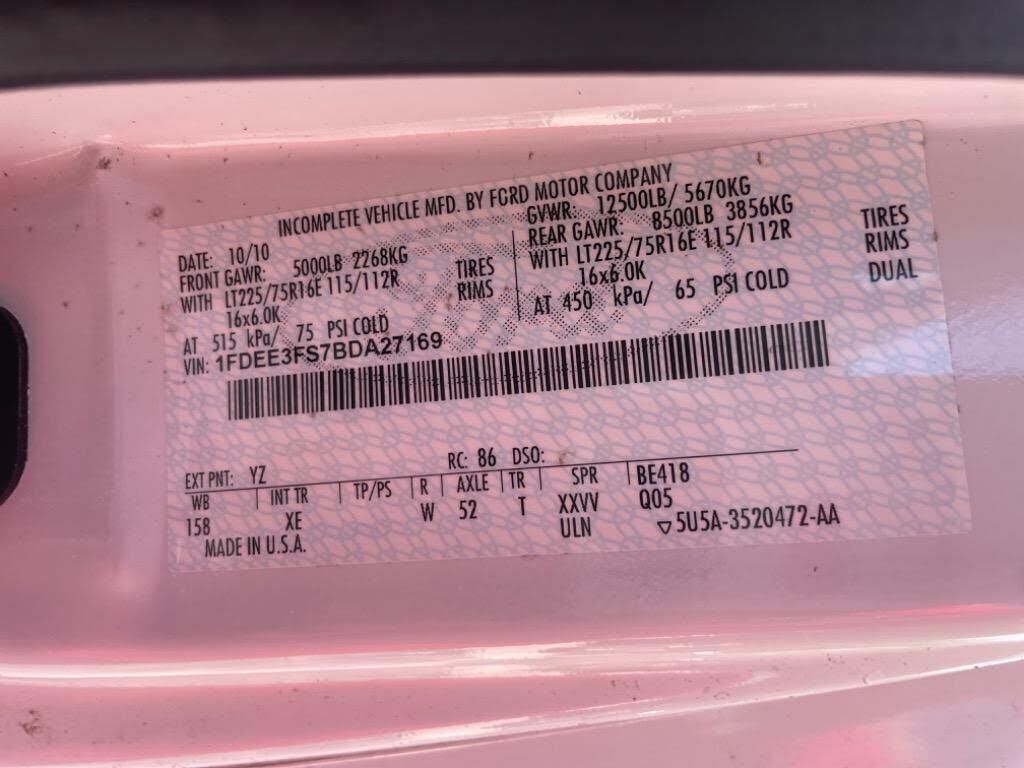 INCOMPLETE VEHICLE MFD. BY FORD MOTOR COMPANY
DATE: 10/10 GVWR: 12500LB/ 5670KG
FRONT GAWR: 5000LB 2268KG REAR GAWR: 8500LB 3856KG
WITH LT225/75R16E 115/112R TIRES WITH LT225/75R16E 115/112R TIRES
16x6.0K RIMS 16x6.0K RIMS
AT 515 kPa/ 75 PSI COLD AT 450 kPa/ 65 PSI COLD DUAL
VIN: 1FDEE3FS7BDA27169
EXT PNT: YZ RC: 86 DSO:
WB INT TR TP/PS R AXLE TR SPR BE418
158 XE W 52 T XXVV Q05
MADE IN U.S.A. ULN ▽5U5A-3520472-AA